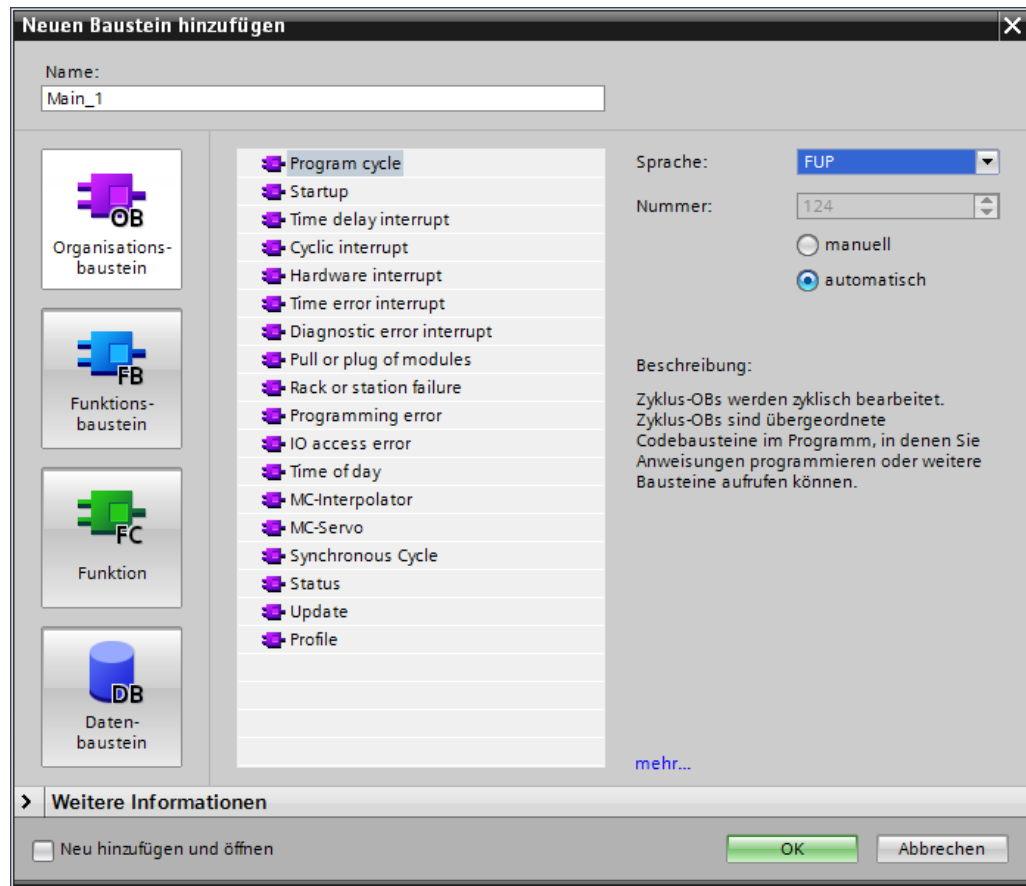 Neuen Baustein hinzufügen
Name:
Main_1
OB
Organisations-
baustein
FB
Funktions-
baustein
FC
Funktion
DB
Daten-
baustein
Program cycle
Startup
Time delay interrupt
Cyclic interrupt
Hardware interrupt
Time error interrupt
Diagnostic error interrupt
Pull or plug of modules
Rack or station failure
Programming error
IO access error
Time of day
MC-Interpolator
MC-Servo
Synchronous Cycle
Status
Update
Profile
Sprache:
FUP
Nummer:
124
manuell
automatisch
Beschreibung:
Zyklus-OBs werden zyklisch bearbeitet.
Zyklus-OBs sind übergeordnete
Codebausteine im Programm, in denen Sie
Anweisungen programmieren oder weitere
Bausteine aufrufen können.
mehr...
Weitere Informationen
Neu hinzufügen und öffnen
OK
Abbrechen